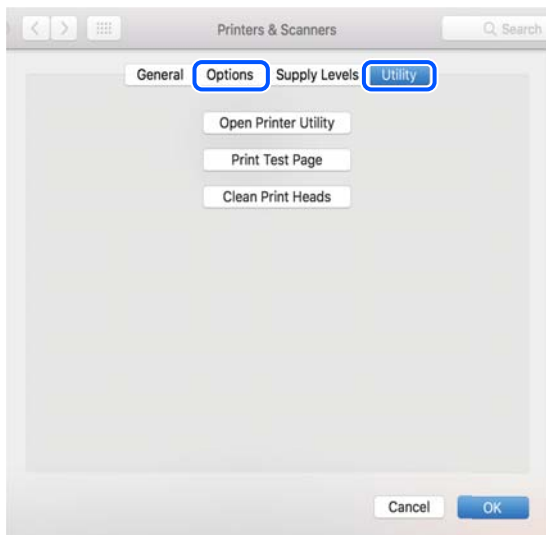 Printers & Scanners Search
General Options Supply Levels Utility
Open Printer Utility
Print Test Page
Clean Print Heads
Cancel OK